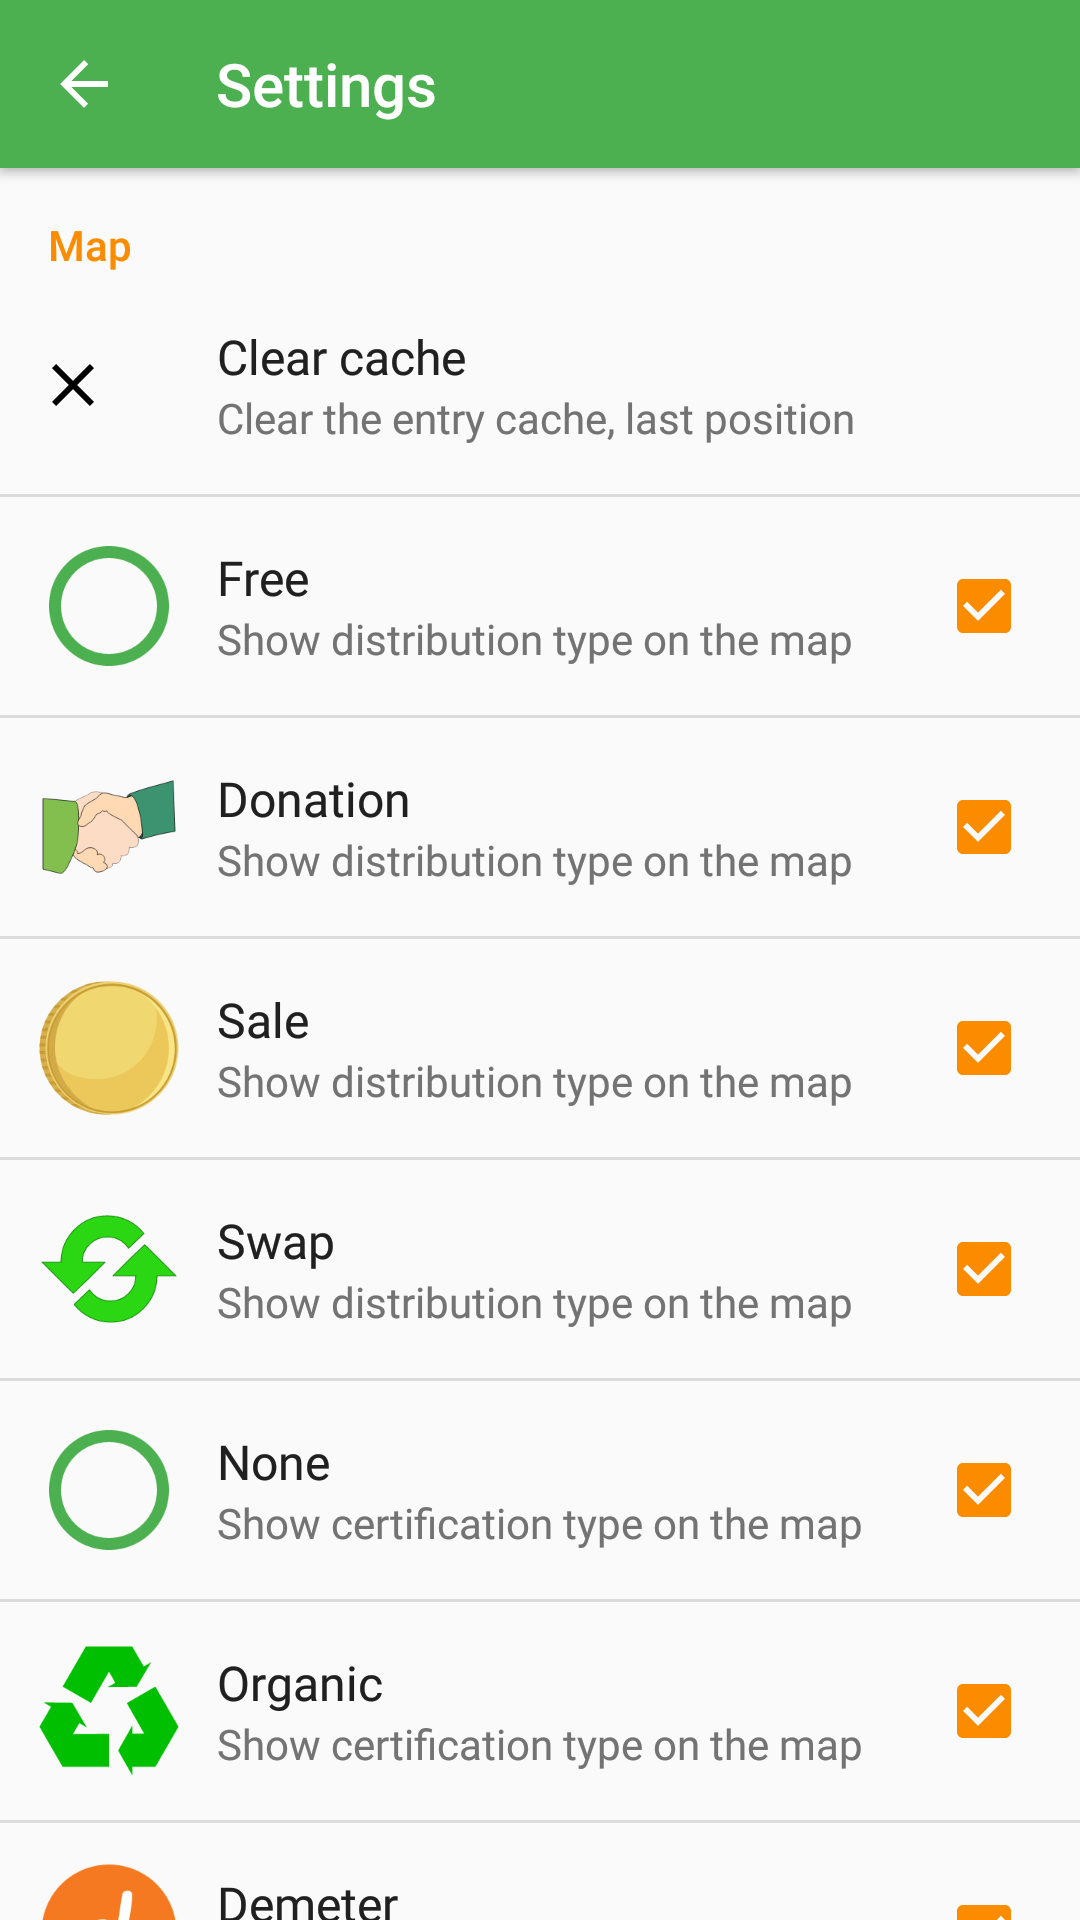 Settings
Map
Clear cache
Clear the entry cache, last position
Free
Show distribution type on the map
Donation
Show distribution type on the map
Sale
Show distribution type on the map
Swap
Show distribution type on the map
None
Show certification type on the map
Organic
Show certification type on the map
Demeter